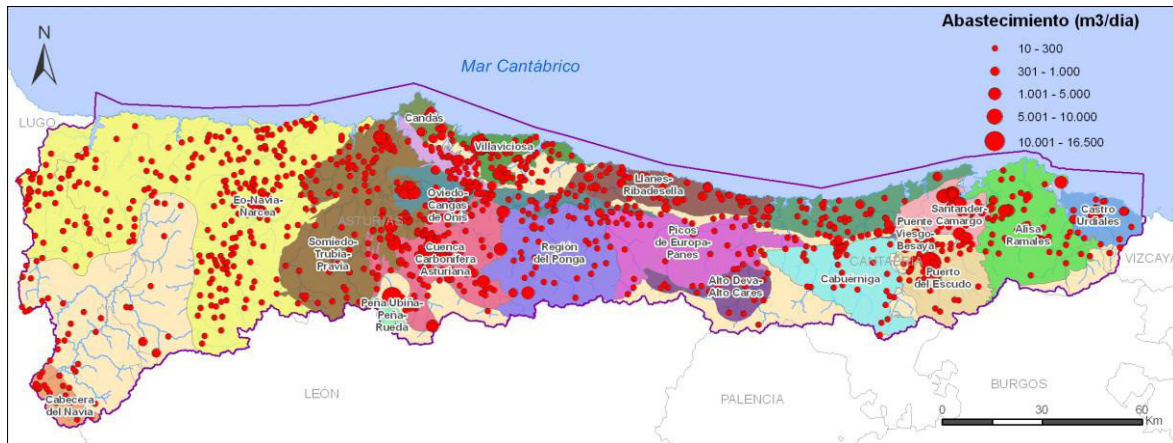 Abastecimiento (m3/dia)
10 - 300
301 - 1.000
1.001 - 5.000
5.001 - 10.000
10.001 - 16.500
N
Mar Cantábrico
LUGO
Candas
Villaviciosa
Eo-Navia-
Narcea
ASTURIAS
Somiedo-
Trubia-
Pravia
Oviedo-
Cangas
de Onis
Llanes-
Ribadesella
Cuenca
Carbonifera
Asturiana
Región
del Ponga
Picos
de Europa-
Panes
Peña Ubiña-
Peña-
Rueda
Alto Deva-
Alto Cares
Cabuérniga
CANTABRIA
Santander-
Camargo
Puente
Viesgo-
Besaya
Puerto
del Escudo
Alisa
Ramales
Castro
Urdiales
VIZCAYA
Cabecera
del Navia
LEÓN
PALENCIA
BURGOS
0 30 60
Km